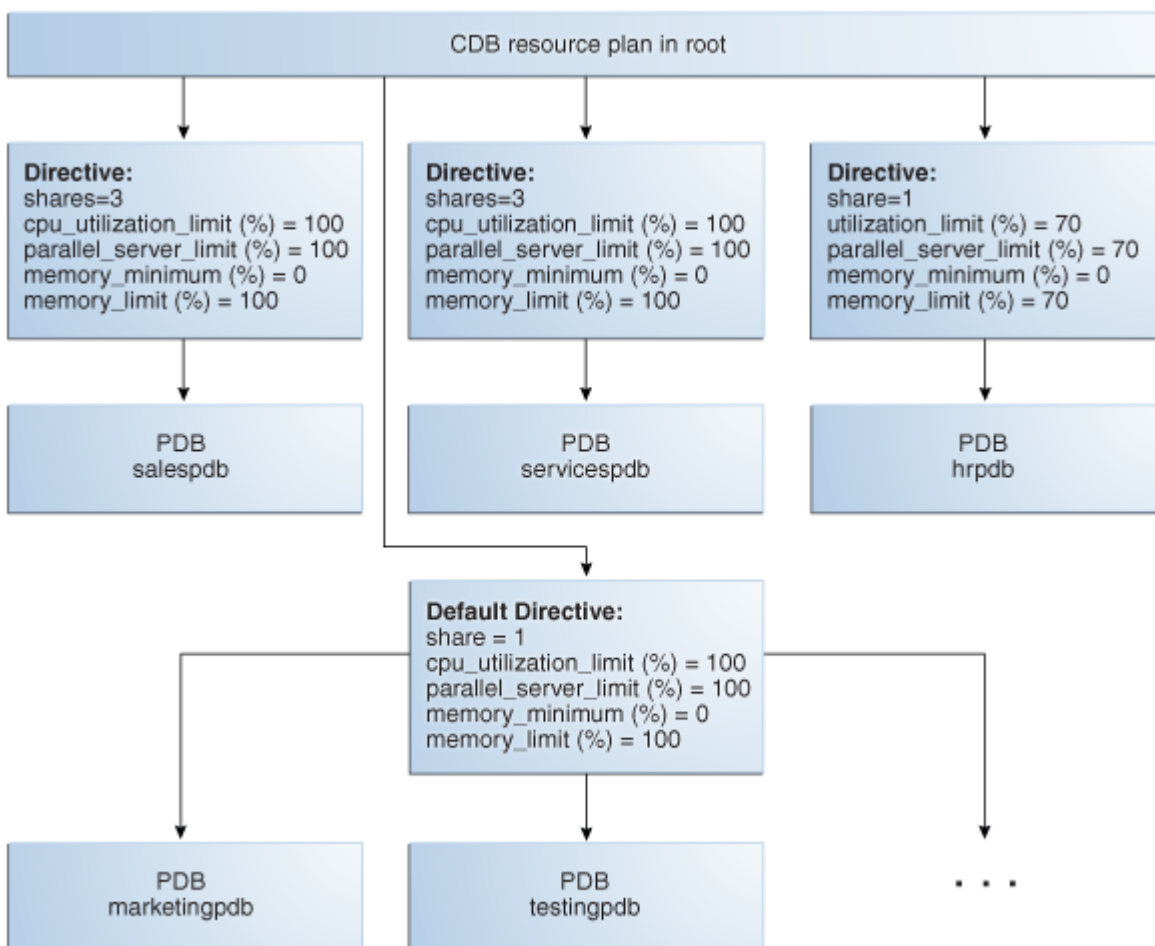 CDB resource plan in root
Directive:
shares=3
cpu_utilization_limit (%) = 100
parallel_server_limit (%) = 100
memory_minimum (%) = 0
memory_limit (%) = 100
Directive:
shares=3
cpu_utilization_limit (%) = 100
parallel_server_limit (%) = 100
memory_minimum (%) = 0
memory_limit (%) = 100
Directive:
share=1
utilization_limit (%) = 70
parallel_server_limit (%) = 70
memory_minimum (%) = 0
memory_limit (%) = 70
PDB
salespdb
PDB
servicespdb
PDB
hrpdb
Default Directive:
share = 1
cpu_utilization_limit (%) = 100
parallel_server_limit (%) = 100
memory_minimum (%) = 0
memory_limit (%) = 100
PDB
marketingpdb
PDB
testingpdb
. . .